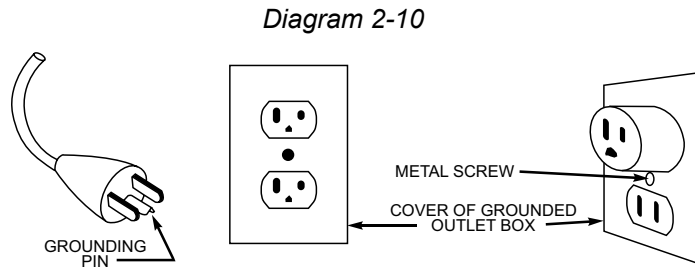 Diagram 2-10
METAL SCREW
COVER OF GROUNDED
OUTLET BOX
GROUNDING
PIN